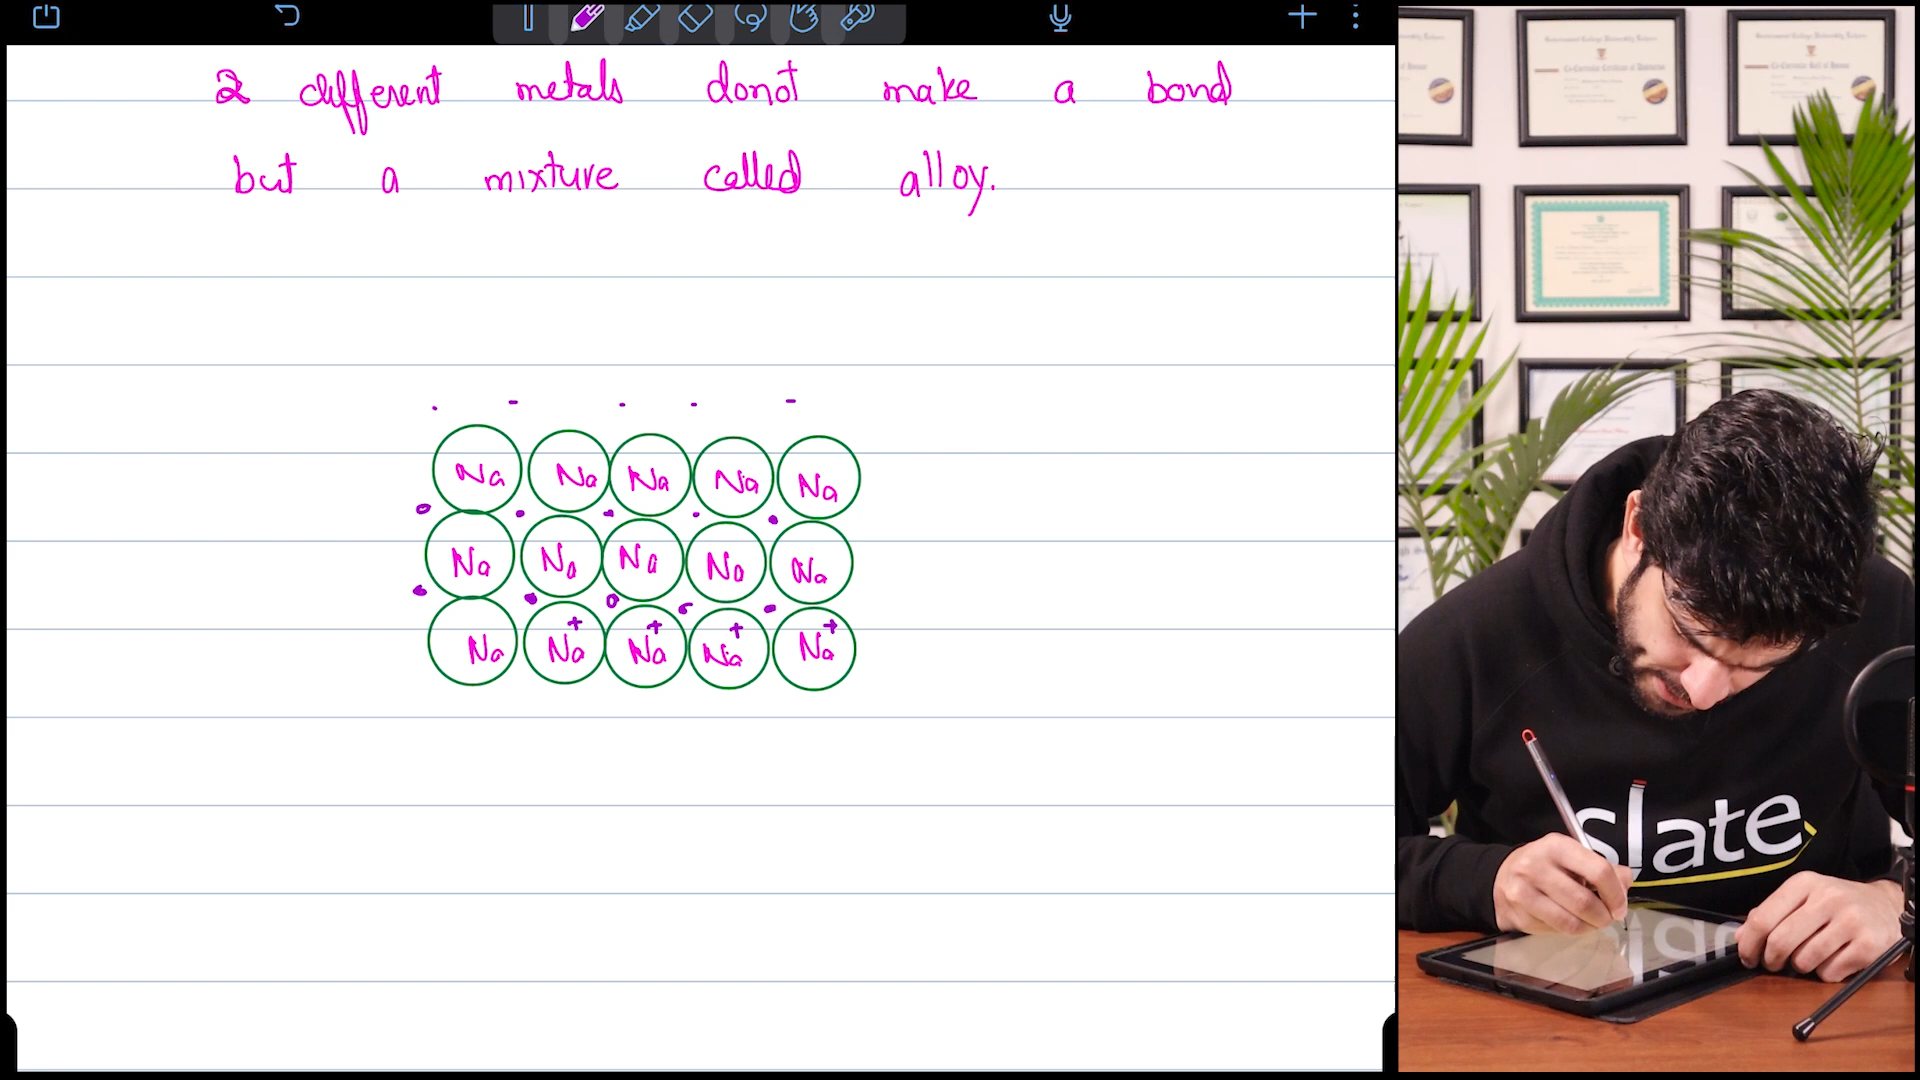 2 different metals donot make a bond
but a mixture called alloy.
Na Na Na Na Na
Na Na Na Na Na
Na Na+ Na+ Na+ Na+
slate